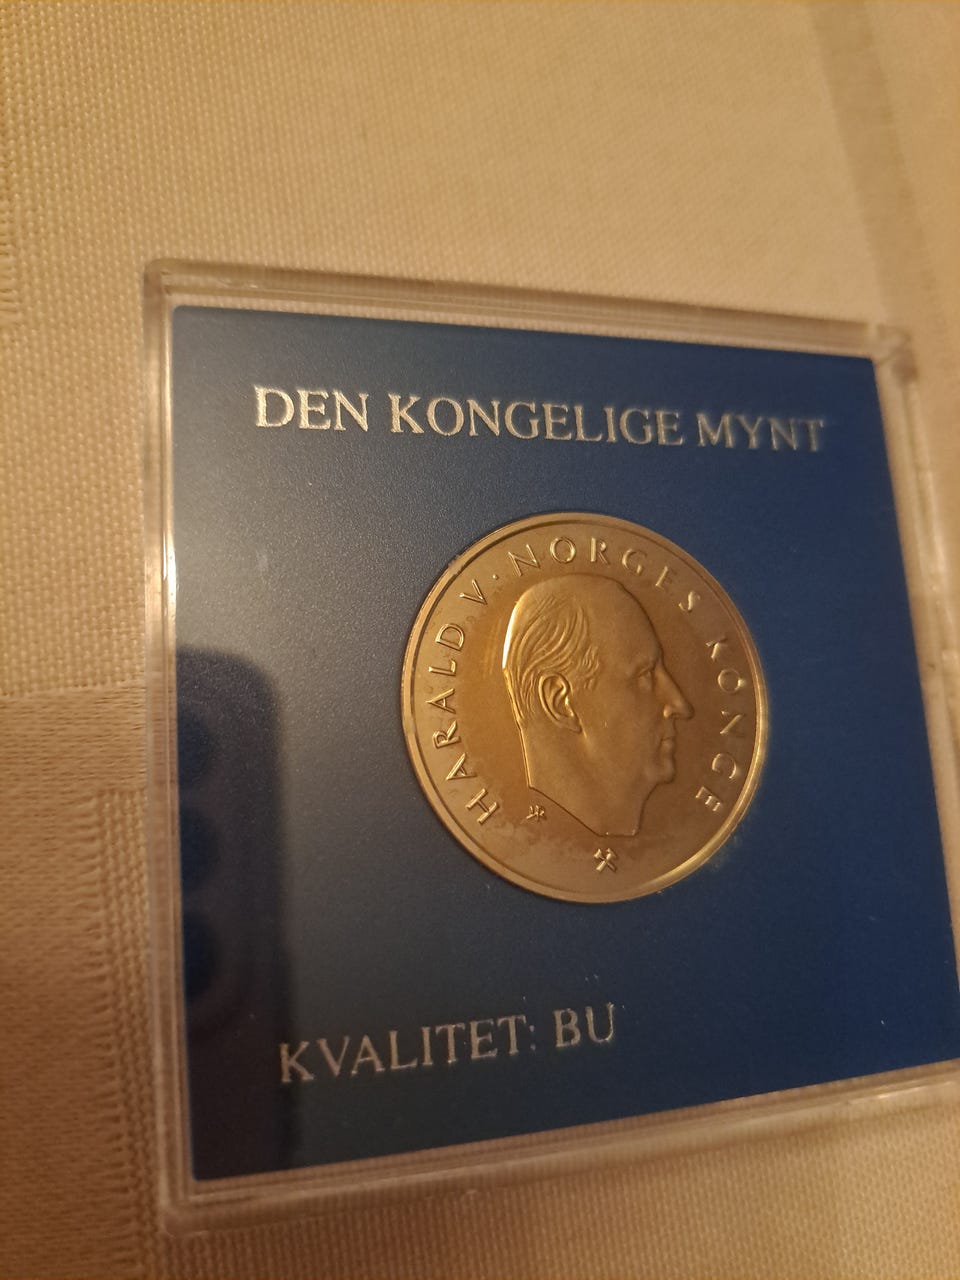 DEN KONGELIGE MYNT
HARALD V · NORGES KONGE
KVALITET: BU